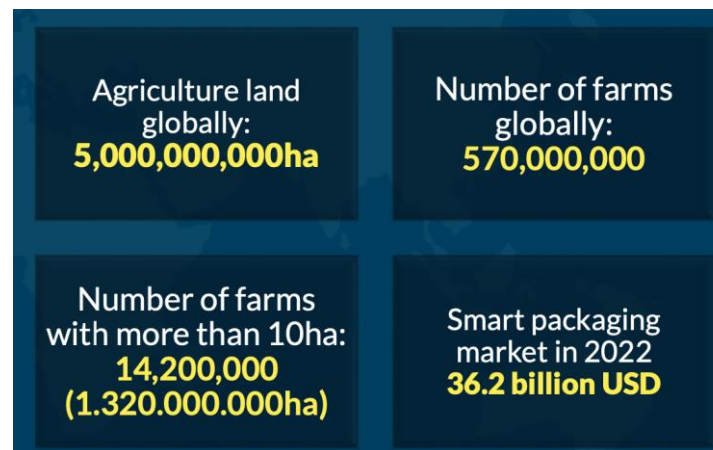 Agriculture land
globally:
5,000,000,000ha
Number of farms
globally:
570,000,000
Number of farms
with more than 10ha:
14,200,000
(1.320.000.000ha)
Smart packaging
market in 2022
36.2 billion USD